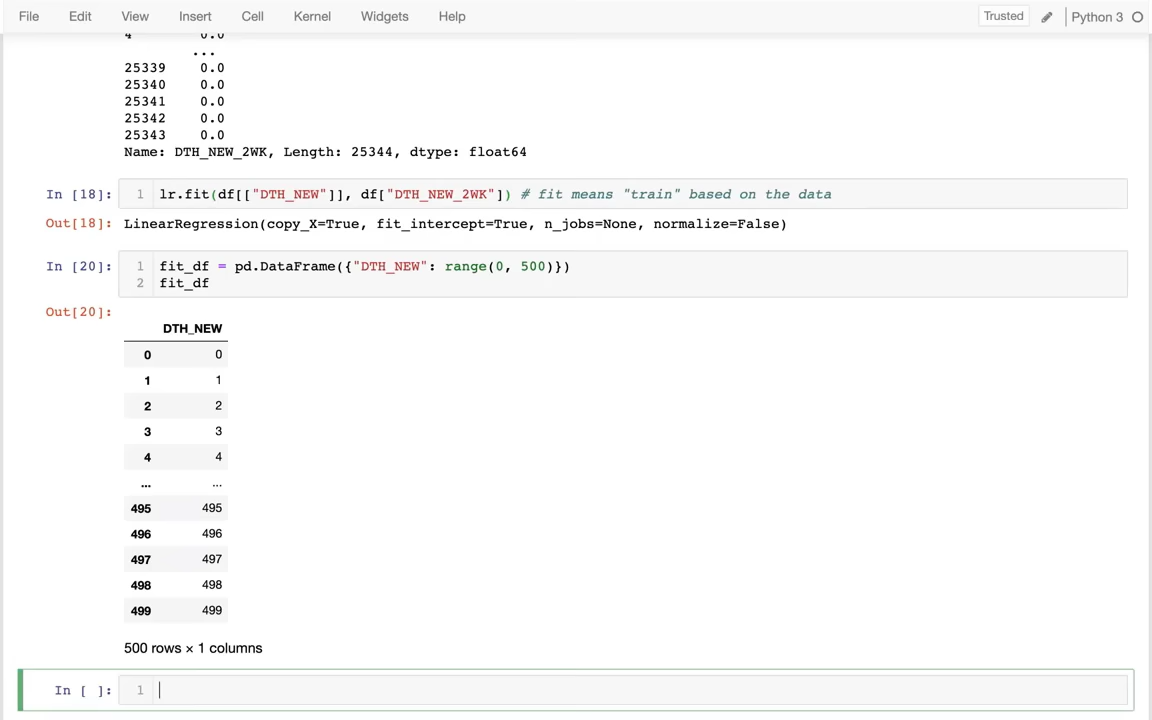 File Edit View Insert Cell Kernel Widgets Help Trusted Python 3
4 0.0
...
25339 0.0
25340 0.0
25341 0.0
25342 0.0
25343 0.0
Name: DTH_NEW_2WK, Length: 25344, dtype: float64
In [18]: 1 lr.fit(df[["DTH_NEW"]], df["DTH_NEW_2WK"]) # fit means "train" based on the data
Out[18]: LinearRegression(copy_X=True, fit_intercept=True, n_jobs=None, normalize=False)
In [20]: 1 fit_df = pd.DataFrame({"DTH_NEW": range(0, 500)})
2 fit_df
Out[20]:
DTH_NEW
0 0
1 1
2 2
3 3
4 4
... ...
495 495
496 496
497 497
498 498
499 499
500 rows × 1 columns
In [ ]: 1